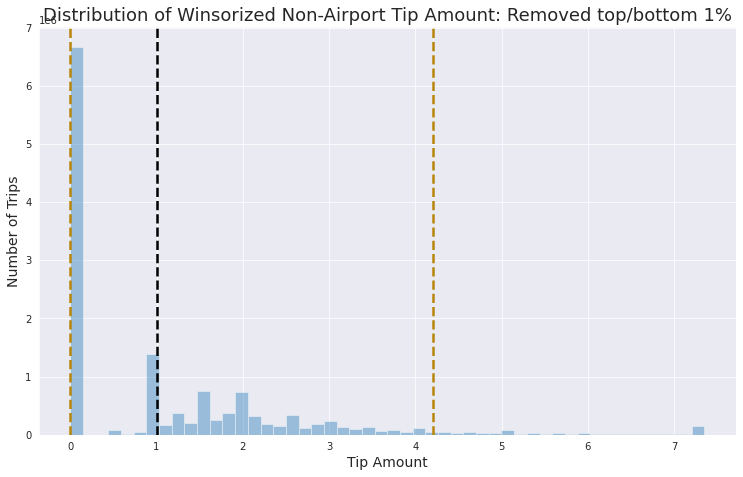 Distribution of Winsorized Non-Airport Tip Amount: Removed top/bottom 1%
1e6
7
6
5
4
3
2
1
0
Number of Trips
0 1 2 3 4 5 6 7
Tip Amount